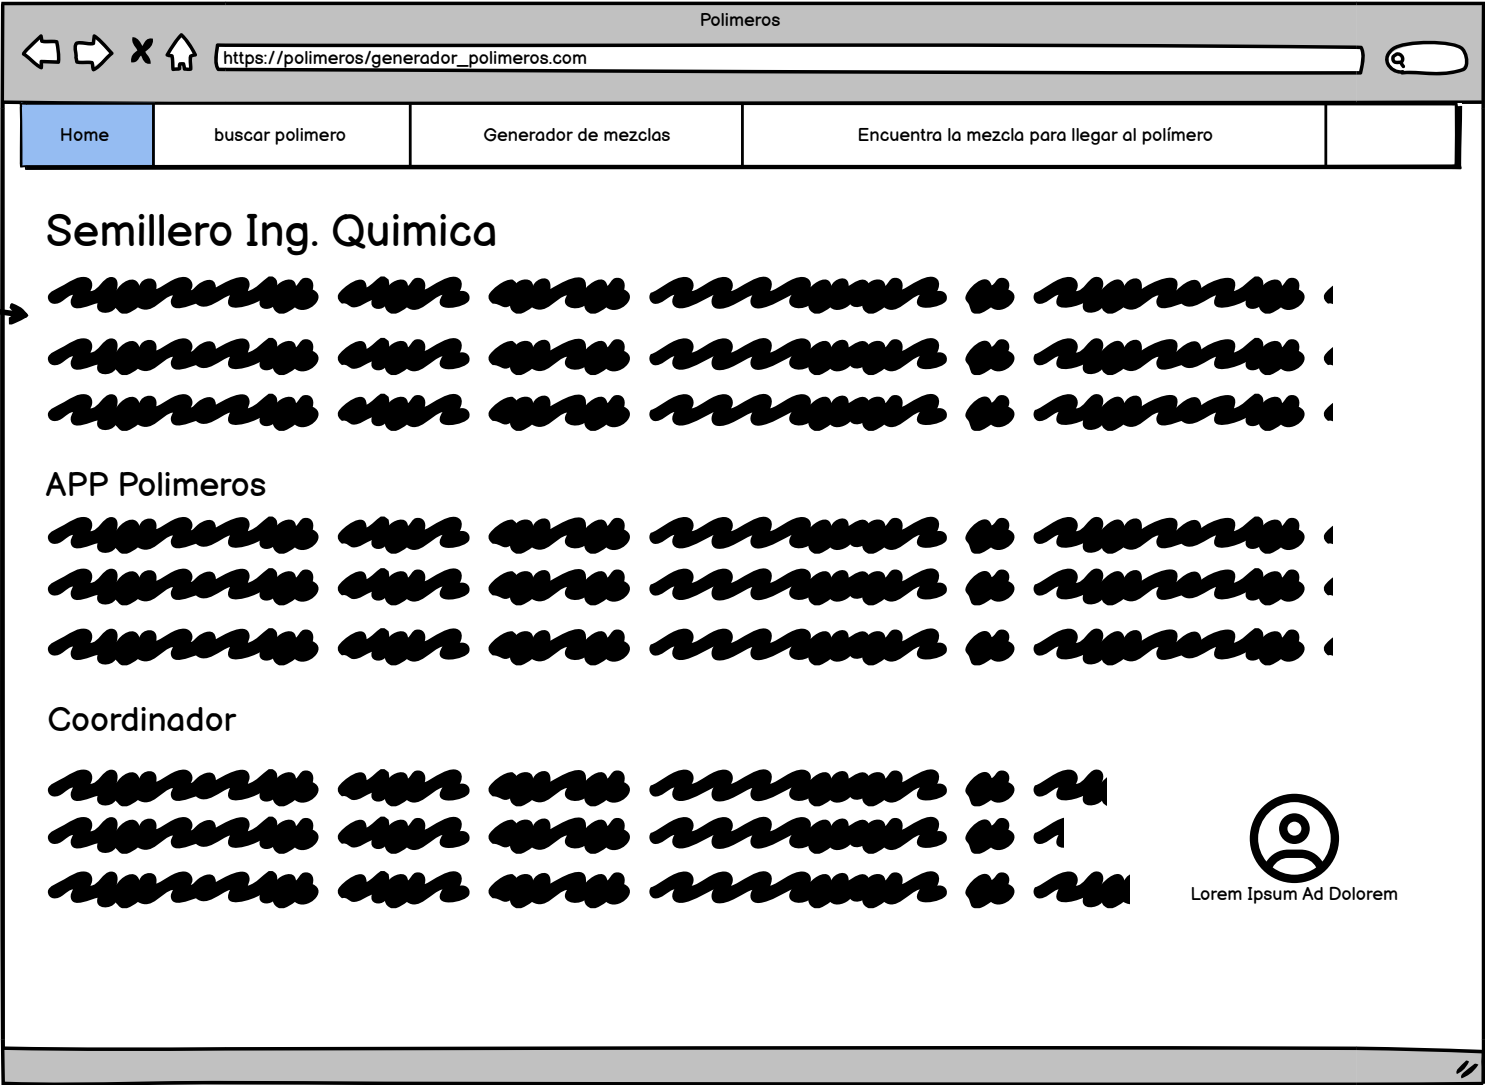 Polimeros
https://polimeros/generador_polimeros.com
Home
buscar polimero
Generador de mezclas
Encuentra la mezcla para llegar al polímero
Semillero Ing. Quimica
APP Polimeros
Coordinador
Lorem Ipsum Ad Dolorem